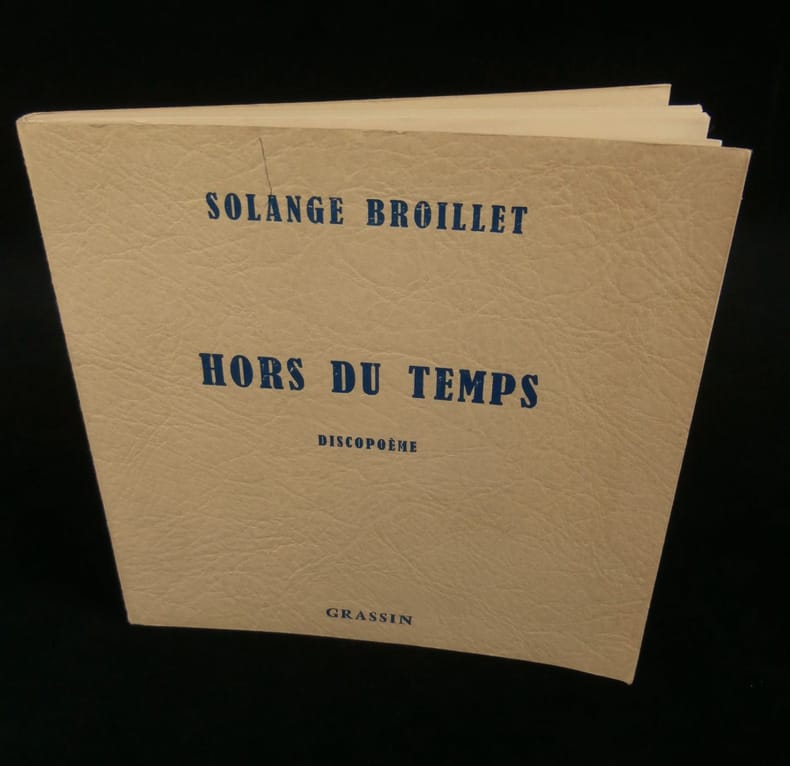 SOLANGE BROILLET
HORS DU TEMPS
DISCOPOÈME
GRASSIN